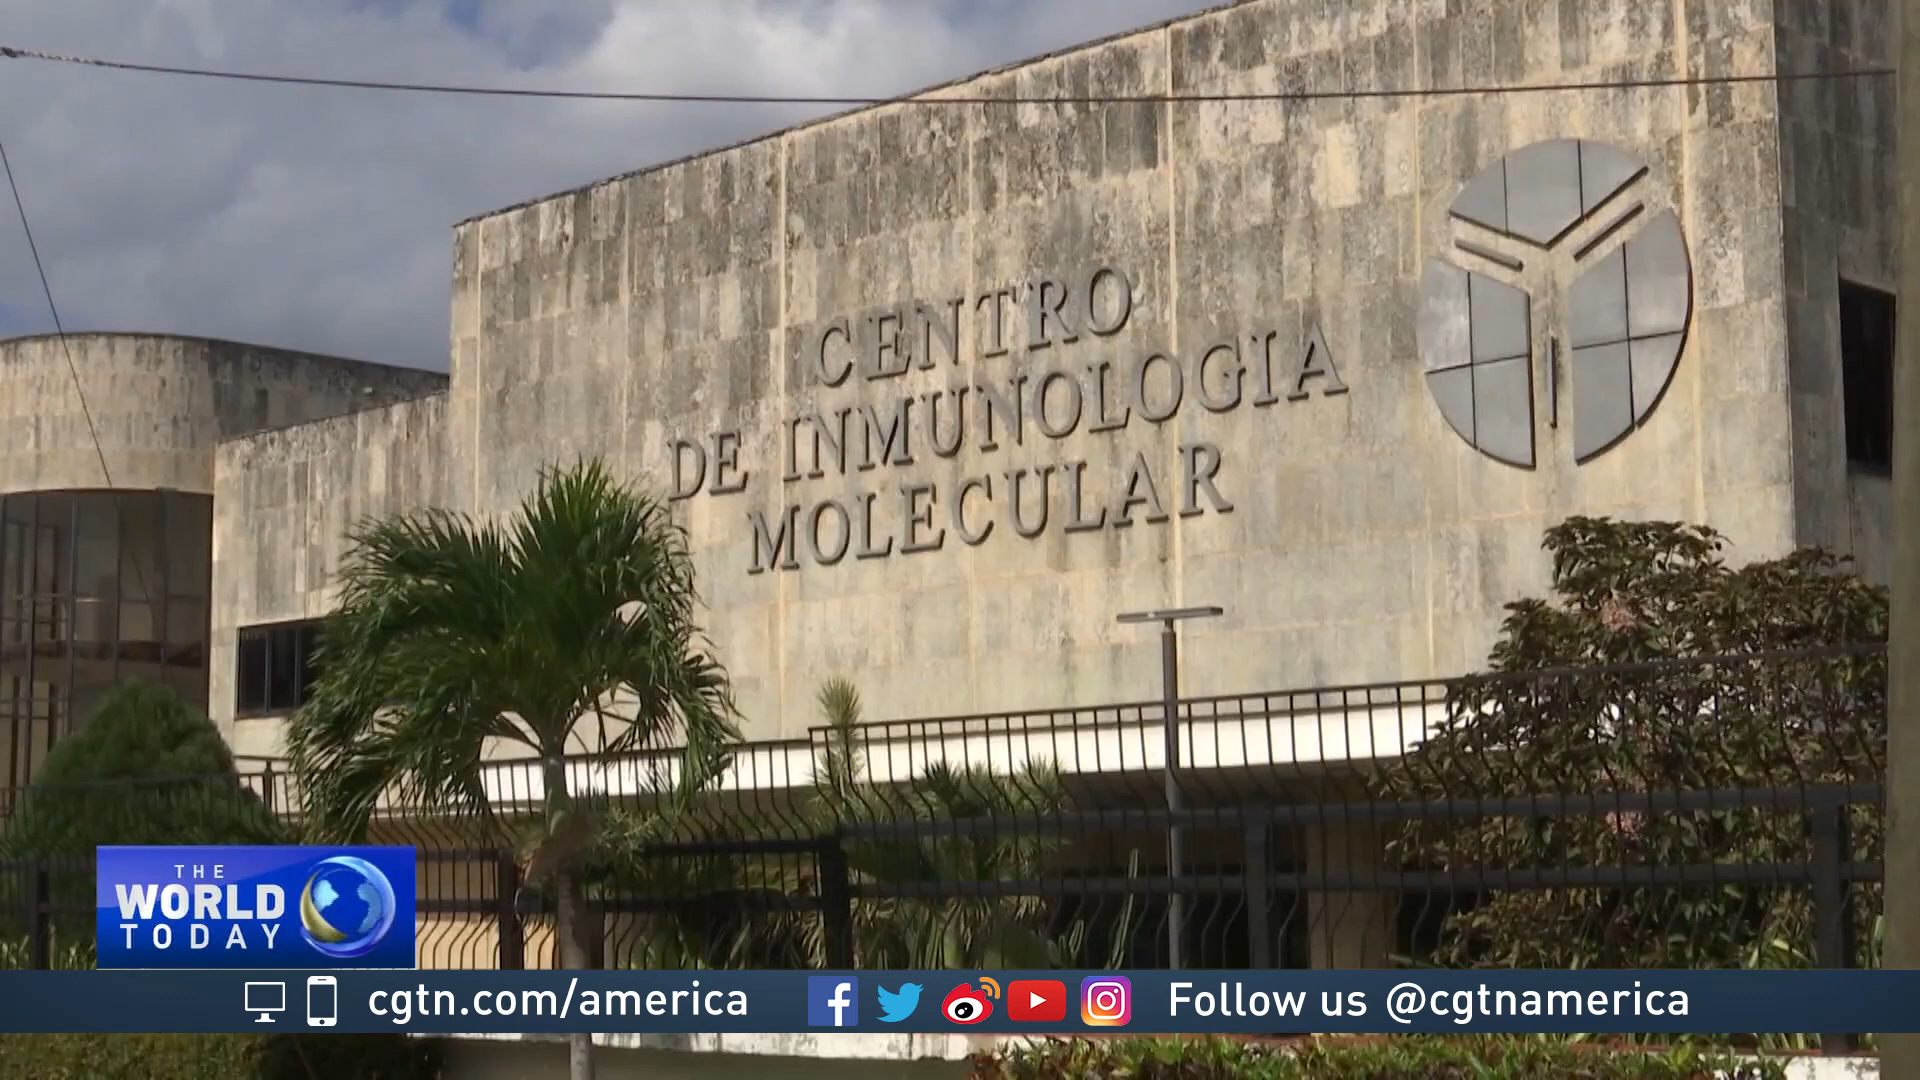 CENTRO
DE INMUNOLOGIA
MOLECULAR
THE
WORLD
TODAY
cgtn.com/america
Follow us @cgtnamerica